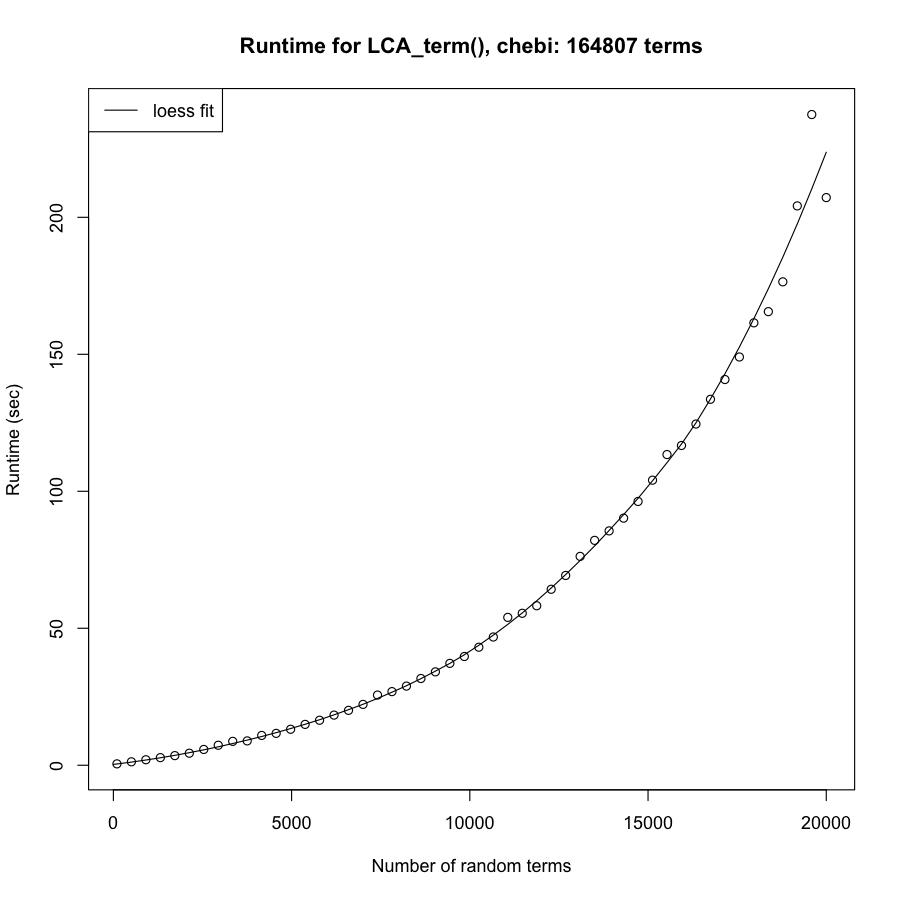 Runtime for LCA_term(), chebi: 164807 terms
loess fit
Runtime (sec)
200
150
100
50
0
0 5000 10000 15000 20000
Number of random terms